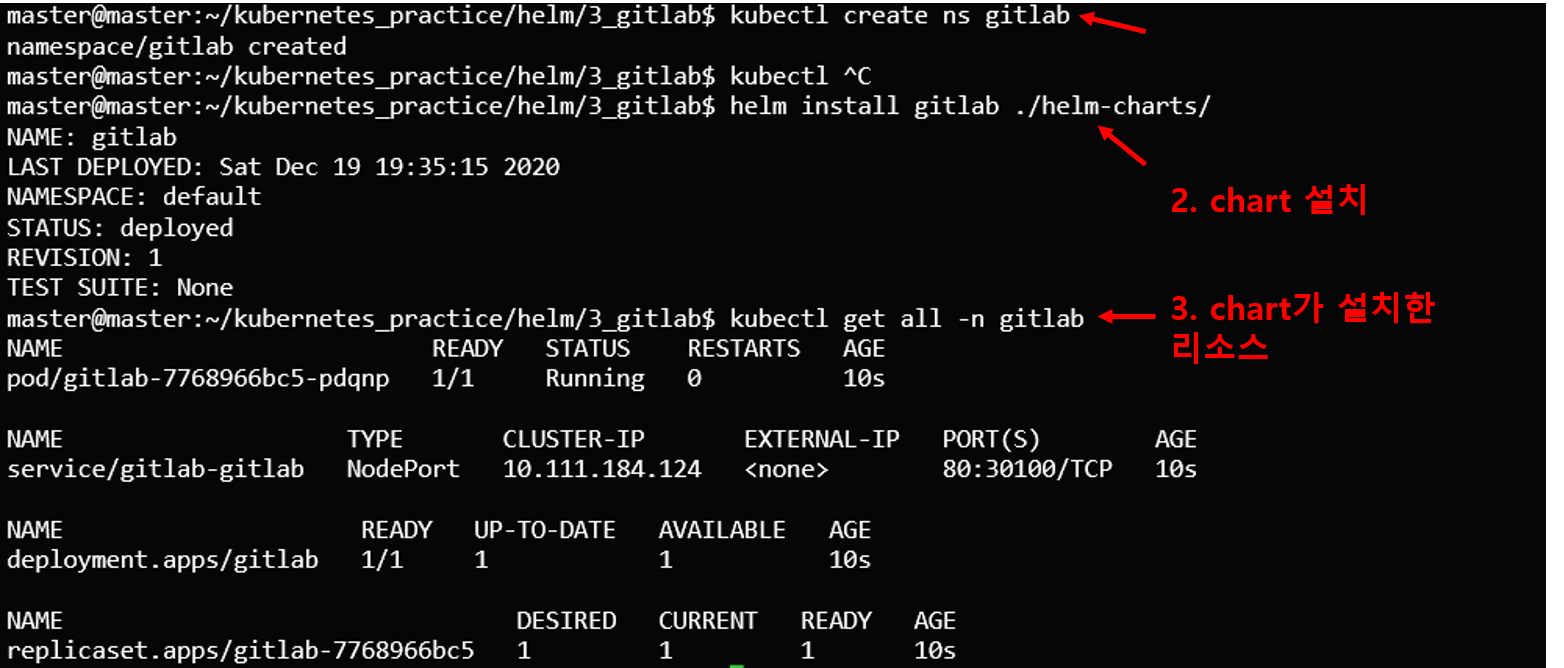 master@master:~/kubernetes_practice/helm/3_gitlab$ kubectl create ns gitlab
namespace/gitlab created
master@master:~/kubernetes_practice/helm/3_gitlab$ kubectl ^C
master@master:~/kubernetes_practice/helm/3_gitlab$ helm install gitlab ./helm-charts/
NAME: gitlab
LAST DEPLOYED: Sat Dec 19 19:35:15 2020
NAMESPACE: default
2. chart 설치
STATUS: deployed
REVISION: 1
TEST SUITE: None
master@master:~/kubernetes_practice/helm/3_gitlab$ kubectl get all -n gitlab
3. chart가 설치한
리소스
NAME READY STATUS RESTARTS AGE
pod/gitlab-7768966bc5-pdqnp 1/1 Running 0 10s
NAME TYPE CLUSTER-IP EXTERNAL-IP PORT(S) AGE
service/gitlab-gitlab NodePort 10.111.184.124 <none> 80:30100/TCP 10s
NAME READY UP-TO-DATE AVAILABLE AGE
deployment.apps/gitlab 1/1 1 1 10s
NAME DESIRED CURRENT READY AGE
replicaset.apps/gitlab-7768966bc5 1 1 1 10s